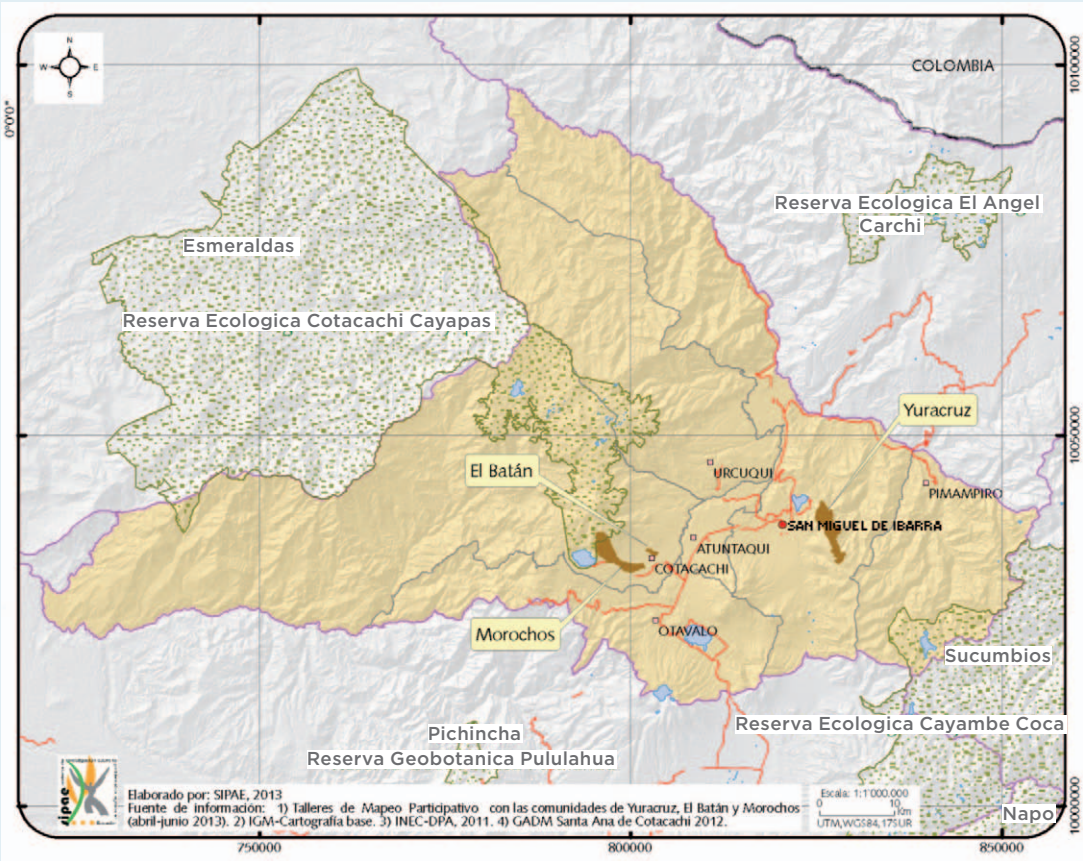 N
W E
S
COLOMBIA
10100000
0°0'0"
Reserva Ecologica El Angel
Carchi
Esmeraldas
Reserva Ecologica Cotacachi Cayapas
Yuracruz
10050000
El Batán
URCUQUI
PIMAMPIRO
SAN MIGUEL DE IBARRA
ATUNTAQUI
COTACACHI
Morochos
OTAVALO
Sucumbios
Reserva Ecologica Cayambe Coca
Pichincha
Reserva Geobotanica Pululahua
sipae
Elaborado por: SIPAE, 2013
Fuente de información: 1) Talleres de Mapeo Participativo con las comunidades de Yuracruz, El Batán y Morochos
(abril-junio 2013). 2) IGM-Cartografía base. 3) INEC-DPA, 2011. 4) GADM Santa Ana de Cotacachi 2012.
Escala: 1:1'000.000
0 10
Km
UTM,WGS84,17SUR
Napo
10000000
750000
800000
850000